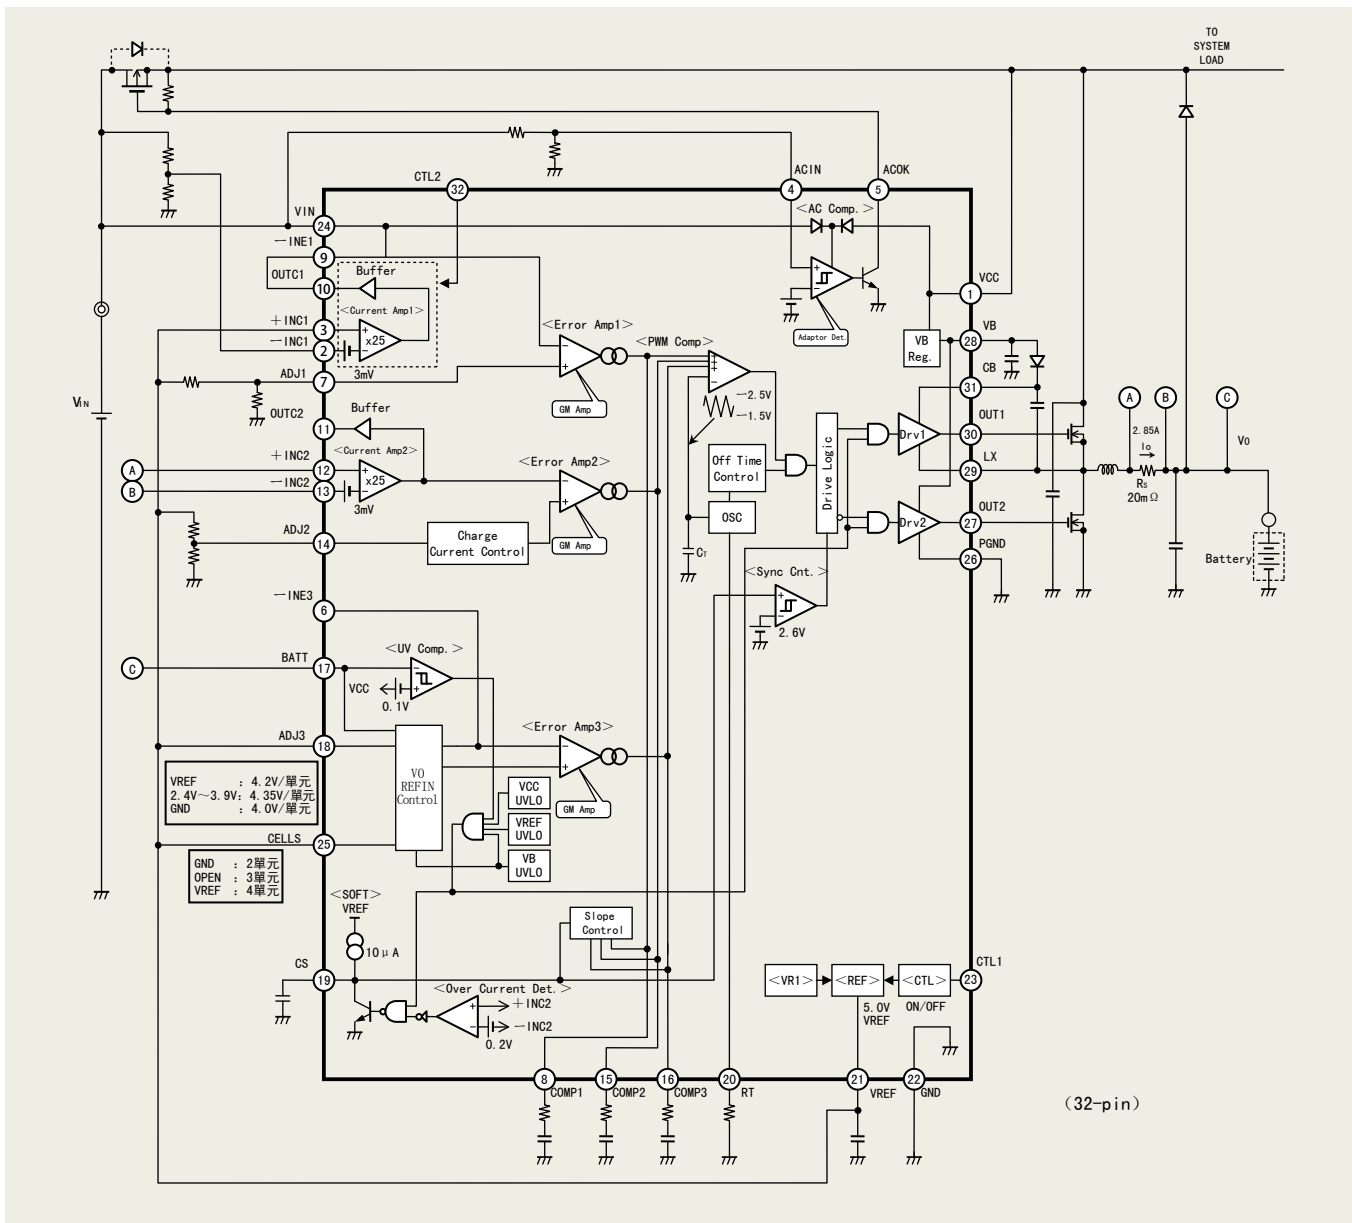 TO
SYSTEM
LOAD
CTL2
32
ACIN
4
ACOK
5
<AC Comp.>
VIN
24
－INE1
9
OUTC1
10
Buffer
<Current Amp1>
＋INC1
3
x25
－INC1
2
3mV
ADJ1
7
<Error Amp1>
GM Amp
<PWM Comp>
Adaptor Det.
VCC
1
VB
28
VB
Reg.
CB
31
－2.5V
－1.5V
VIN
OUTC2
11
Buffer
<Current Amp2>
A
＋INC2
12
x25
B
－INC2
13
3mV
<Error Amp2>
GM Amp
ADJ2
14
Charge
Current Control
Off Time
Control
OSC
CT
Drive Logic
Drv1
OUT1
30
LX
29
Drv2
OUT2
27
PGND
26
A
B
C
2.85A
Io
RS
20mΩ
Vo
Battery
<Sync Cnt.>
2.6V
－INE3
6
C
BATT
17
<UV Comp.>
VCC
0.1V
ADJ3
18
<Error Amp3>
GM Amp
VREF : 4.2V/單元
2.4V～3.9V: 4.35V/單元
GND : 4.0V/單元
VO
REFIN
Control
VCC
UVLO
VREF
UVLO
VB
UVLO
CELLS
25
GND : 2單元
OPEN : 3單元
VREF : 4單元
<SOFT>
VREF
10μA
Slope
Control
CS
19
<Over Current Det.>
＋INC2
－INC2
0.2V
<VR1>
<REF>
<CTL>
CTL1
23
5.0V
VREF
ON/OFF
8
COMP1
15
COMP2
16
COMP3
20
RT
21
VREF
22
GND
(32-pin)